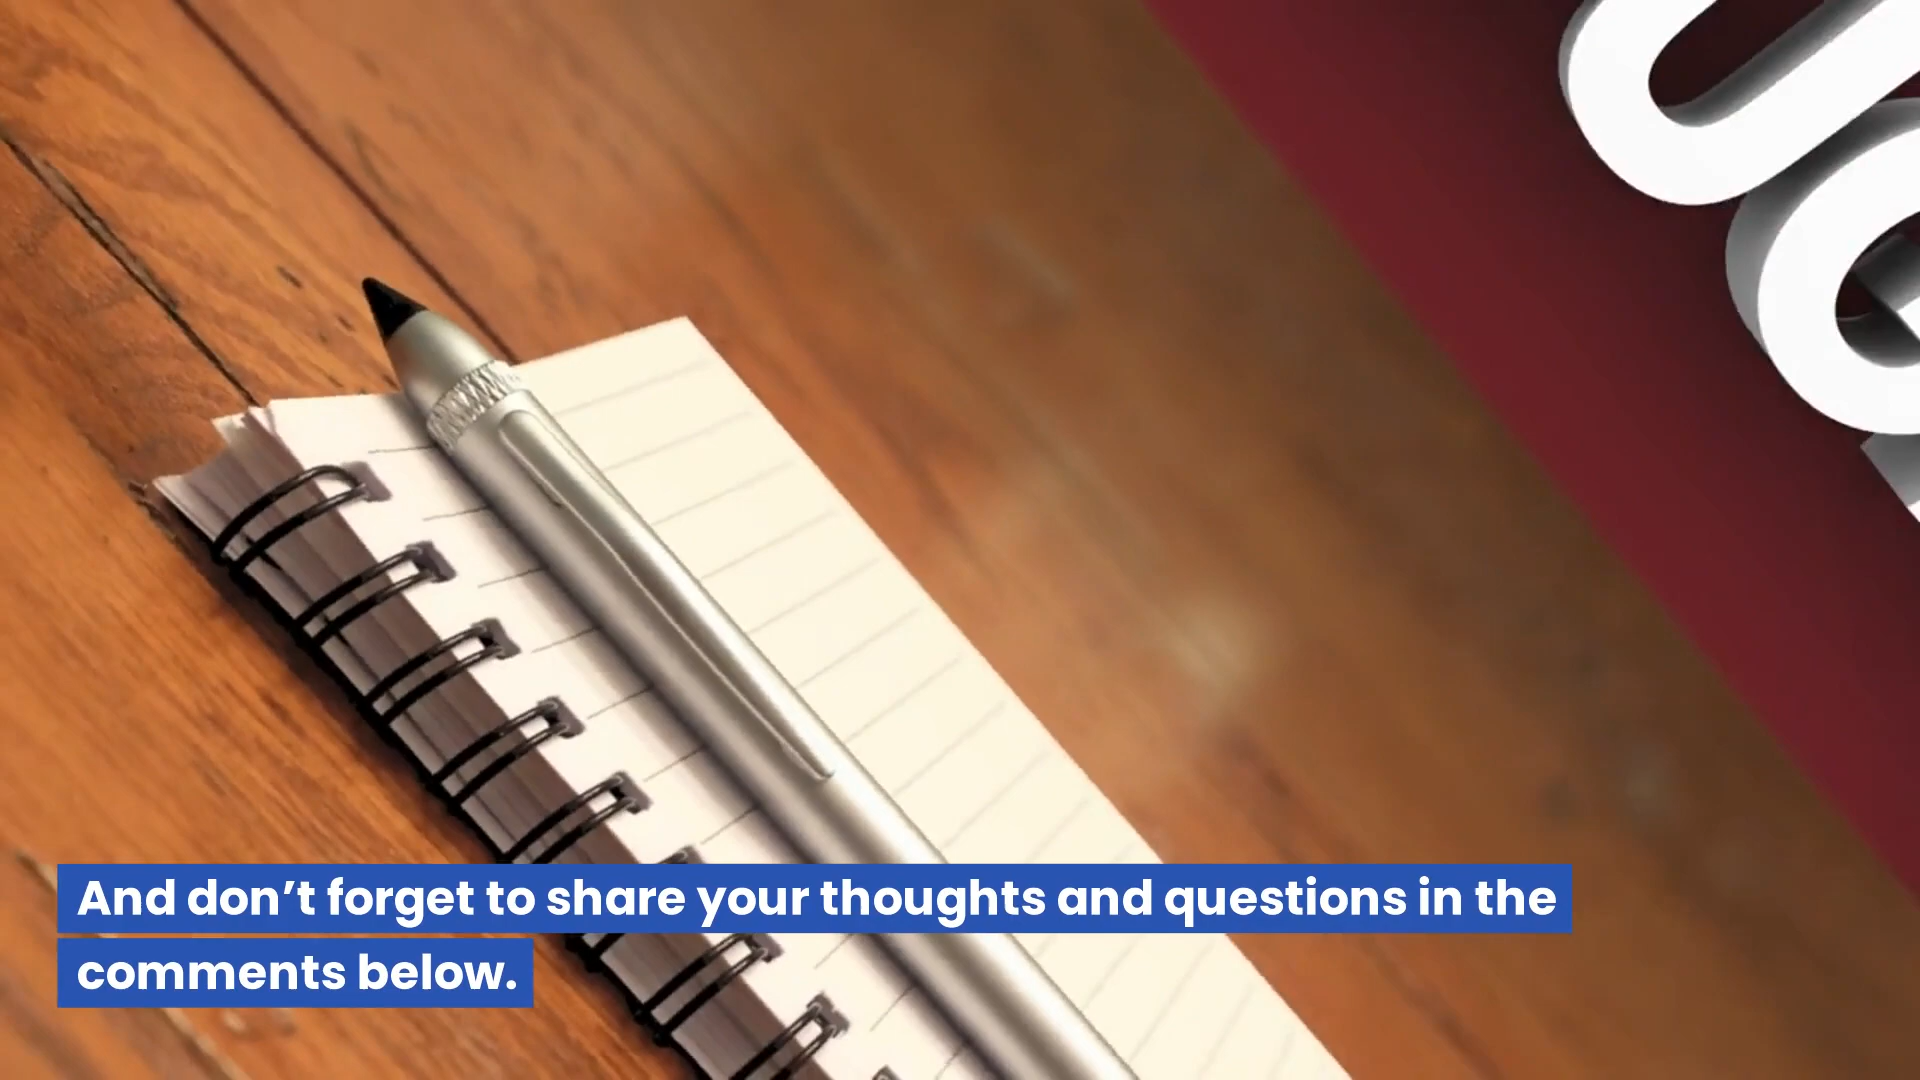 And don’t forget to share your thoughts and questions in the
comments below.